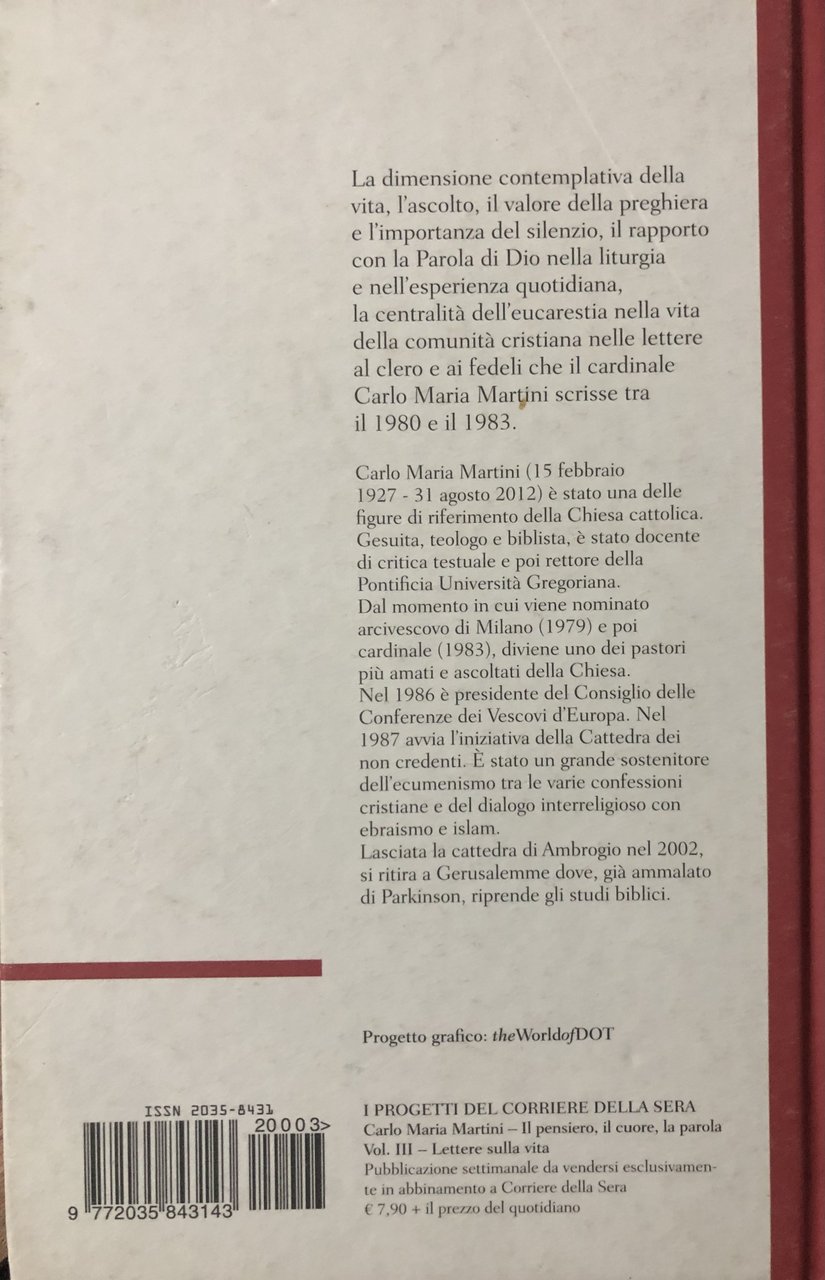 La dimensione contemplativa della
vita, l'ascolto, il valore della preghiera
e l'importanza del silenzio, il rapporto
con la Parola di Dio nella liturgia
e nell'esperienza quotidiana,
la centralità dell'eucarestia nella vita
della comunità cristiana nelle lettere
al clero e ai fedeli che il cardinale
Carlo Maria Martini scrisse tra
il 1980 e il 1983.
Carlo Maria Martini (15 febbraio
1927 - 31 agosto 2012) è stato una delle
figure di riferimento della Chiesa cattolica.
Gesuita, teologo e biblista, è stato docente
di critica testuale e poi rettore della
Pontificia Università Gregoriana.
Dal momento in cui viene nominato
arcivescovo di Milano (1979) e poi
cardinale (1983), diviene uno dei pastori
più amati e ascoltati della Chiesa.
Nel 1986 è presidente del Consiglio delle
Conferenze dei Vescovi d'Europa. Nel
1987 avvia l'iniziativa della Cattedra dei
non credenti. È stato un grande sostenitore
dell'ecumenismo tra le varie confessioni
cristiane e del dialogo interreligioso con
ebraismo e islam.
Lasciata la cattedra di Ambrogio nel 2002,
si ritira a Gerusalemme dove, già ammalato
di Parkinson, riprende gli studi biblici.
Progetto grafico: theWorldofDOT
ISSN 2035-8431
20003>
9 772035 843143
I PROGETTI DEL CORRIERE DELLA SERA
Carlo Maria Martini – Il pensiero, il cuore, la parola
Vol. III – Lettere sulla vita
Pubblicazione settimanale da vendersi esclusivamen-
te in abbinamento a Corriere della Sera
€ 7,90 + il prezzo del quotidiano